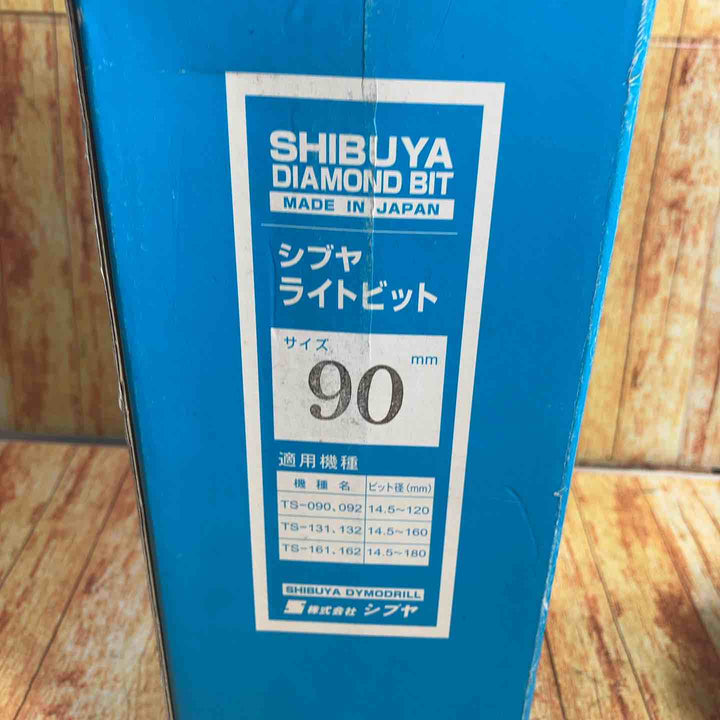 SHIBUYA
DIAMOND BIT
MADE IN JAPAN
シブヤ
ライトビット
サイズ
90 mm
適用機種
機種名 ビット径(mm)
TS-090、092 14.5~120
TS-131、132 14.5~160
TS-161、162 14.5~180
SHIBUYA DYMODRILL
株式会社 シブヤ